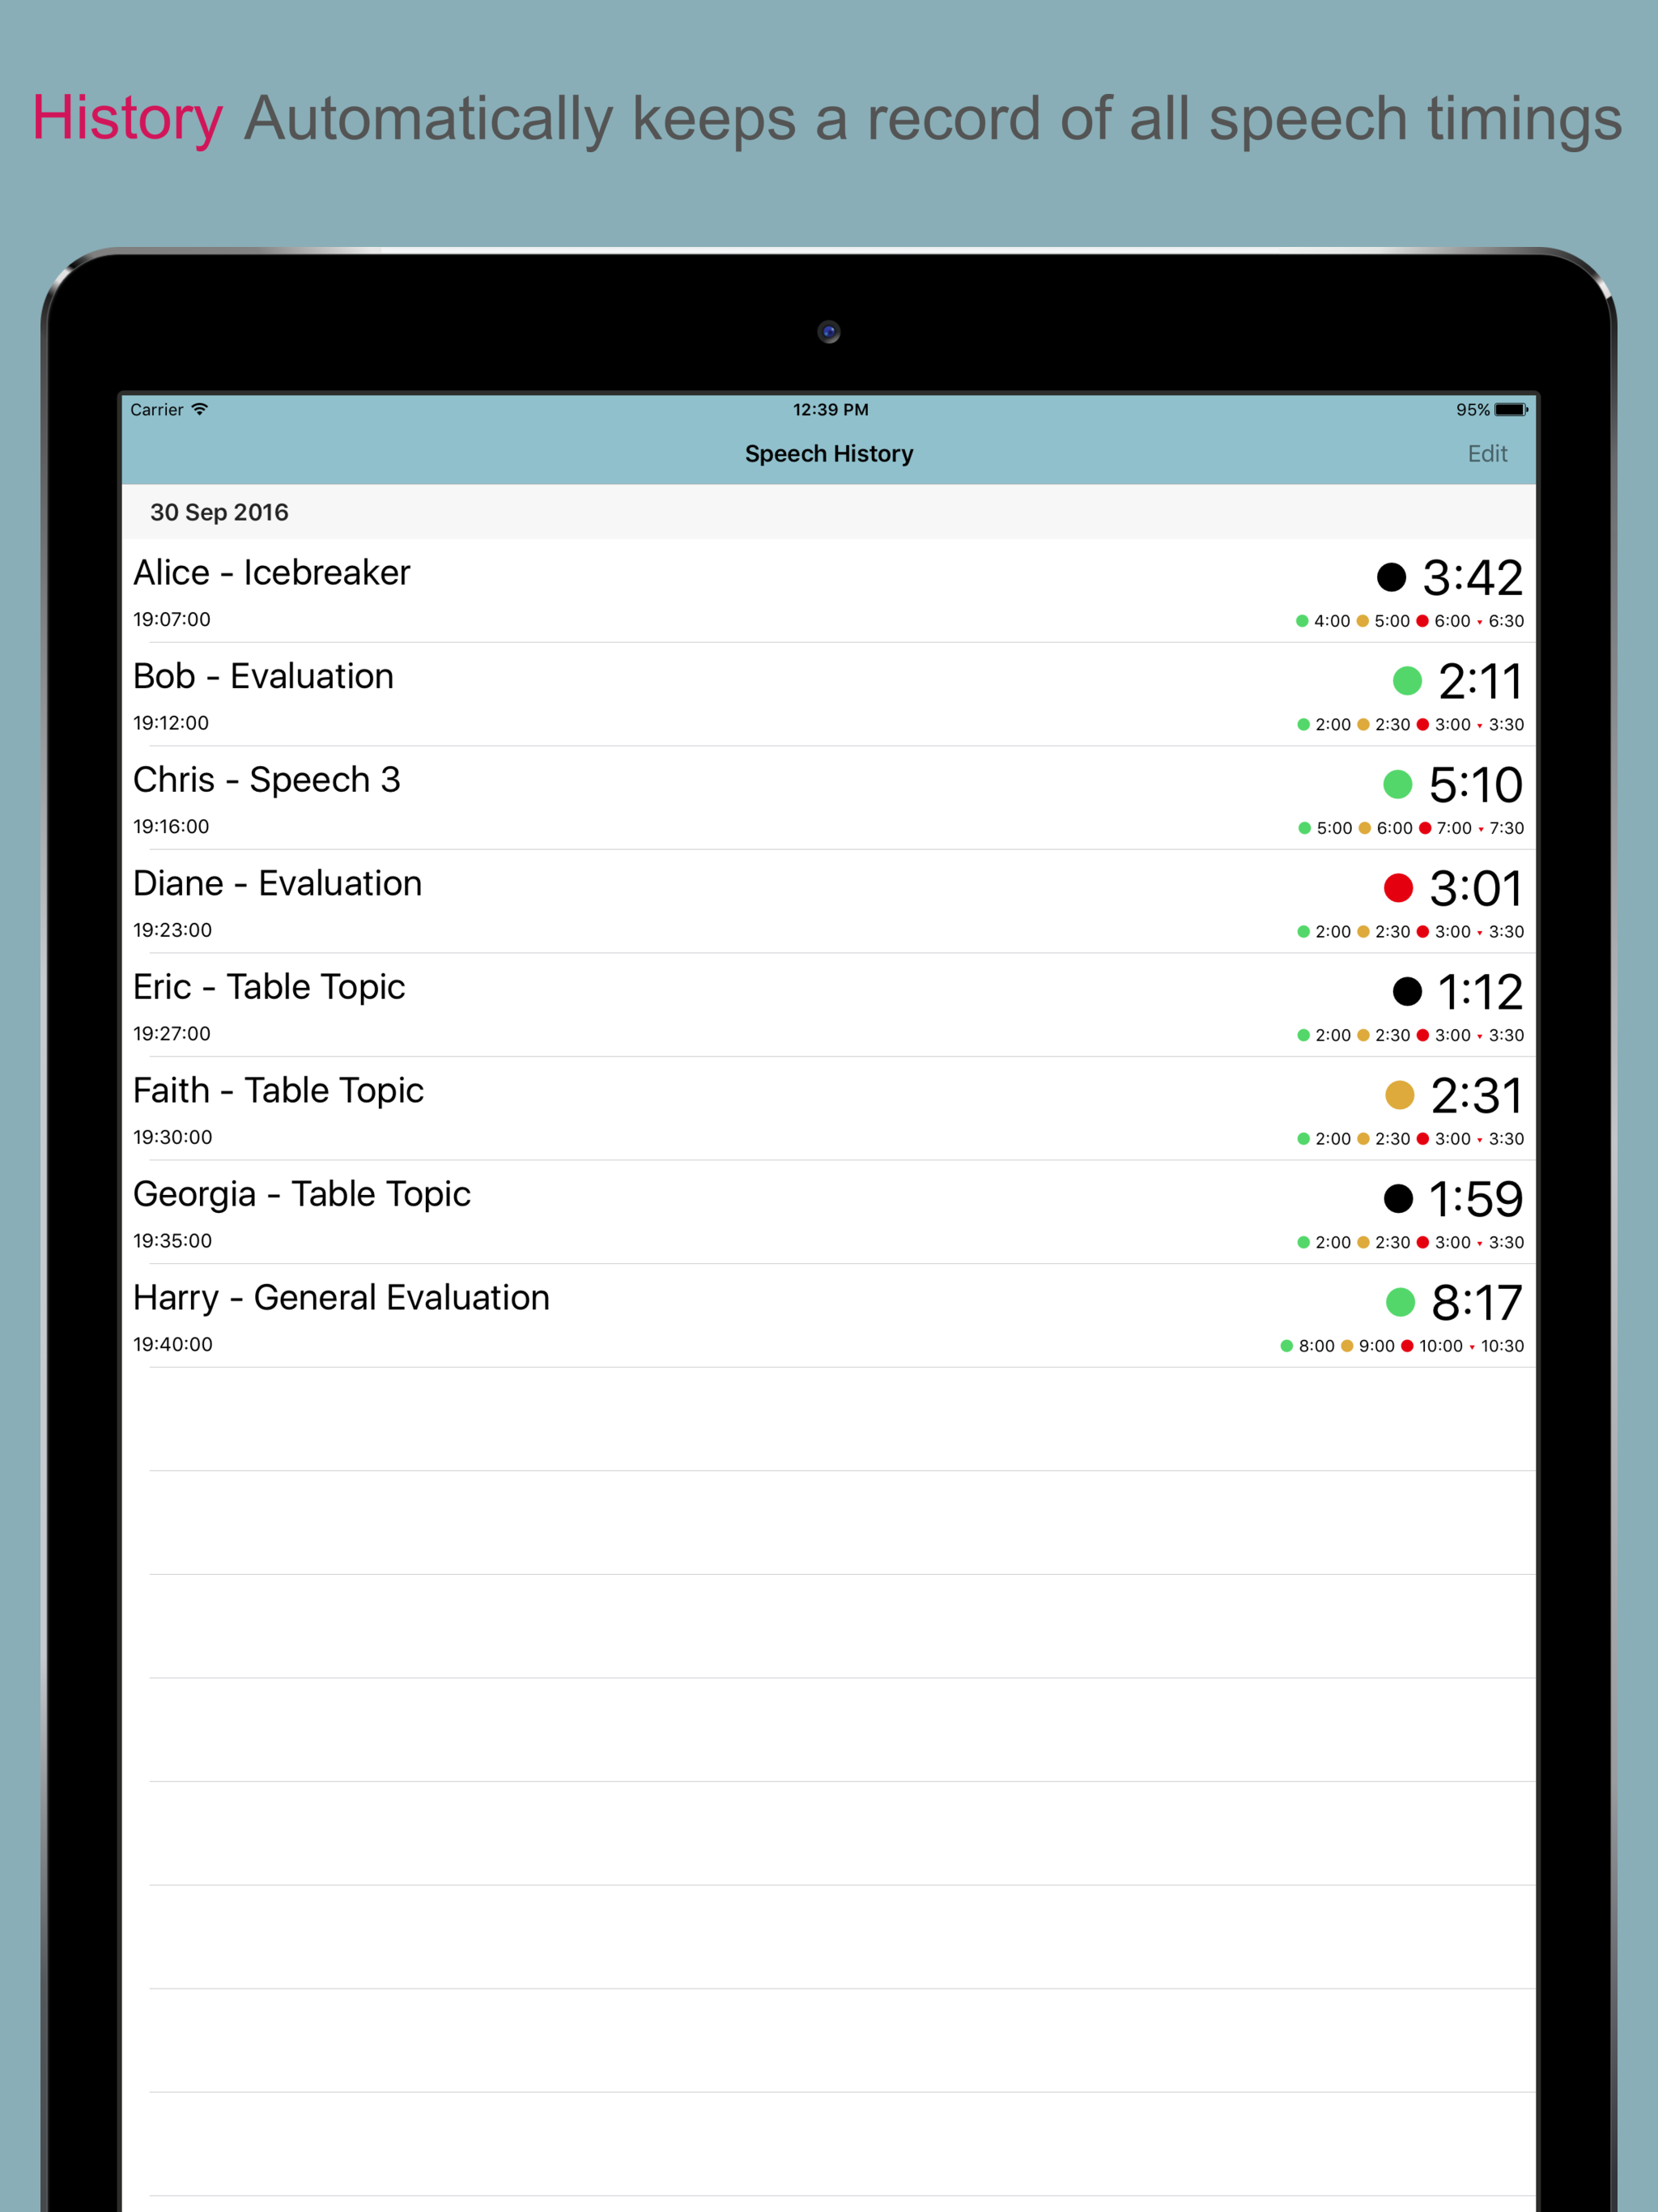 History Automatically keeps a record of all speech timings
Carrier 12:39 PM 95%
Speech History Edit
30 Sep 2016
Alice - Icebreaker 3:42
19:07:00 4:00 5:00 6:00 6:30
Bob - Evaluation 2:11
19:12:00 2:00 2:30 3:00 3:30
Chris - Speech 3 5:10
19:16:00 5:00 6:00 7:00 7:30
Diane - Evaluation 3:01
19:23:00 2:00 2:30 3:00 3:30
Eric - Table Topic 1:12
19:27:00 2:00 2:30 3:00 3:30
Faith - Table Topic 2:31
19:30:00 2:00 2:30 3:00 3:30
Georgia - Table Topic 1:59
19:35:00 2:00 2:30 3:00 3:30
Harry - General Evaluation 8:17
19:40:00 8:00 9:00 10:00 10:30